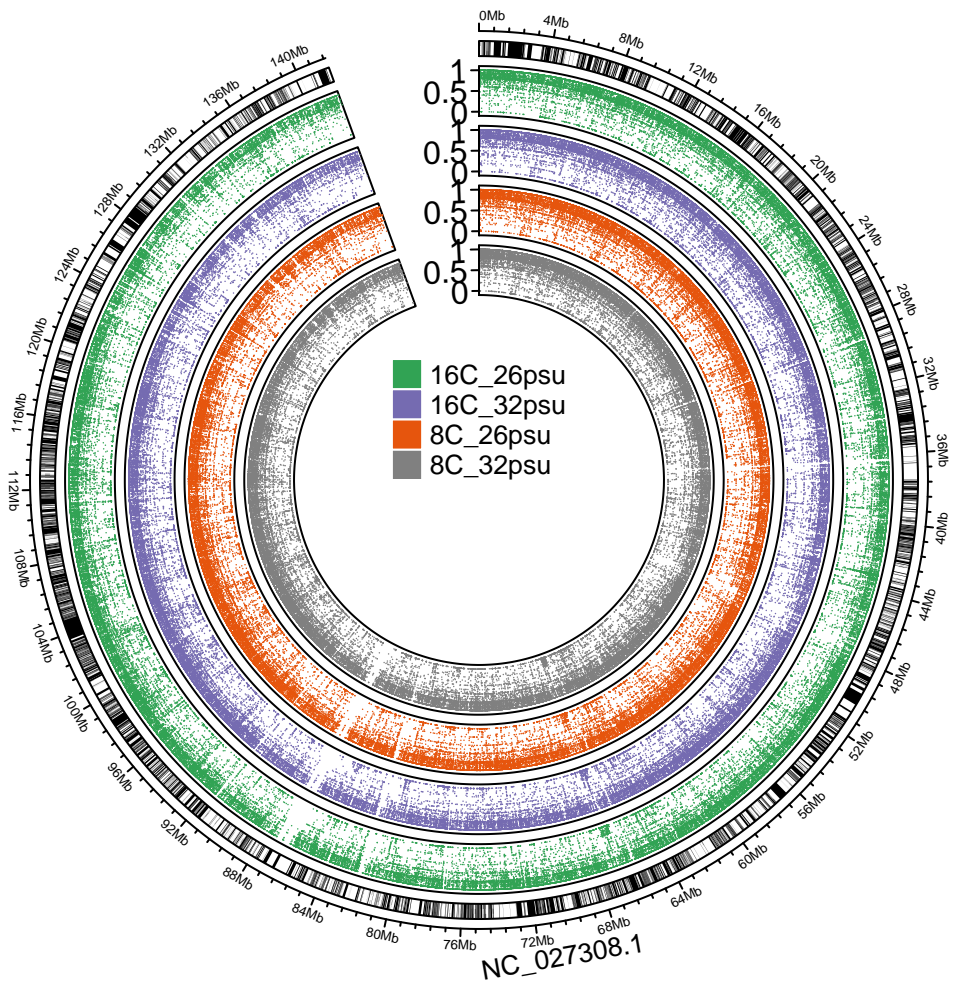 0Mb
4Mb
8Mb
12Mb
16Mb
20Mb
24Mb
28Mb
32Mb
36Mb
40Mb
44Mb
48Mb
52Mb
56Mb
60Mb
64Mb
68Mb
72Mb
76Mb
80Mb
84Mb
88Mb
92Mb
96Mb
100Mb
104Mb
108Mb
112Mb
116Mb
120Mb
124Mb
128Mb
132Mb
136Mb
140Mb
1
0.5
0
1
0.5
0
1
0.5
0
1
0.5
0
16C_26psu
16C_32psu
8C_26psu
8C_32psu
NC_027308.1